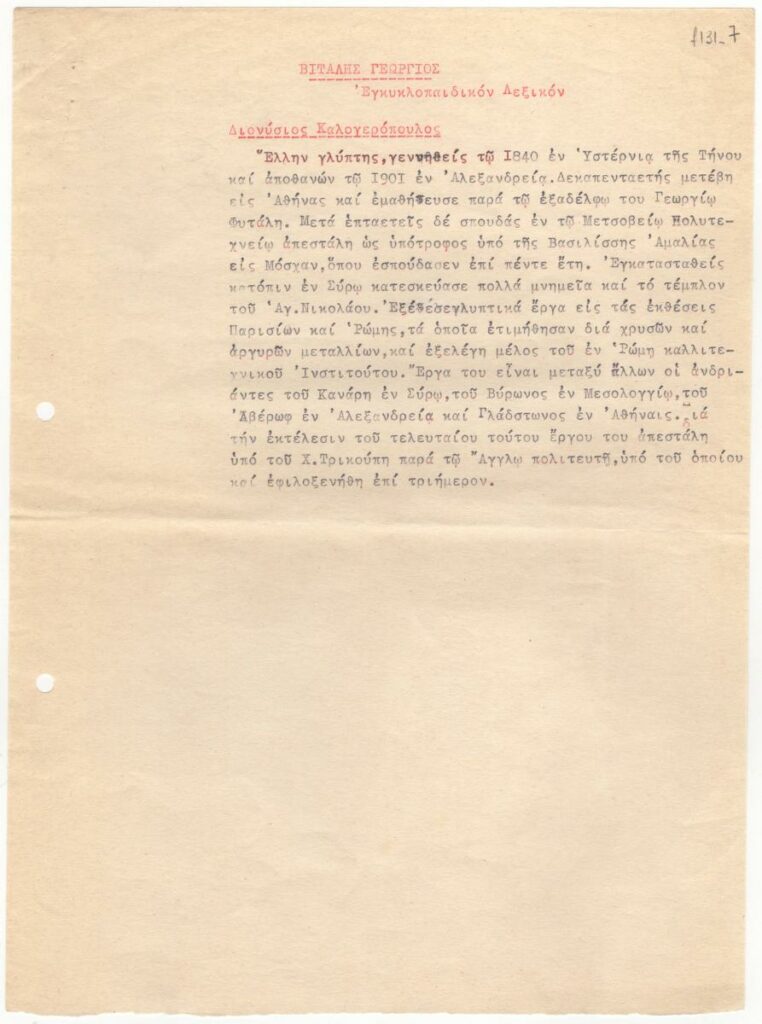 f131-7
ΒΙΤΑΛΗΣ ΓΕΩΡΓΙΟΣ
Ἐγκυκλοπαιδικόν Λεξικόν
Διονύσιος Καλογερόπουλος
Ἕλλην γλύπτης,γεννηθείς τῷ 1840 ἐν Ὑστέρνιᾳ τῆς Τήνου
καί ἀποθανών τῷ 1901 ἐν Ἀλεξανδρείᾳ.Δεκαπενταετής μετέβη
εἰς Ἀθήνας καί ἐμαθήτευσε παρά τῷ ἐξαδέλφῳ του Γεωργίῳ
Φυτάλη. Μετά ἑπταετεῖς δέ σπουδάς ἐν τῷ Μετσοβείῳ Πολυτε-
χνείῳ ἀπεστάλη ὡς ὑπότροφος ὑπό τῆς Βασιλίσσης Ἀμαλίας
εἰς Μόσχαν,ὅπου ἐσπούδασεν ἐπί πέντε ἔτη. Ἐγκατασταθείς
κατόπιν ἐν Σύρῳ κατεσκεύασε πολλά μνημεῖα καί τό τέμπλον
τοῦ Ἁγ.Νικολάου.Ἐξέθεσεγλυπτικά ἔργα εἰς τάς ἐκθέσεις
Παρισίων καί Ῥώμης,τά ὁποῖα ἐτιμήθησαν διά χρυσῶν καί
ἀργυρῶν μεταλλίων,καί ἐξελέγη μέλος τοῦ ἐν Ῥώμῃ καλλιτε-
χνικοῦ Ἰνστιτούτου.Ἔργα του εἶναι μεταξύ ἄλλων οἱ ἀνδρι-
άντες τοῦ Κανάρη ἐν Σύρῳ,τοῦ Βύρωνος ἐν Μεσολογγίῳ,τοῦ
Ἀβέρωφ ἐν Ἀλεξανδρείᾳ καί Γλάδστωνος ἐν Ἀθήναις. Διά
τήν ἐκτέλεσιν τοῦ τελευταίου τούτου ἔργου του ἀπεστάλη
ὑπό τοῦ Χ.Τρικούπη παρά τῷ Ἄγγλῳ πολιτευτῇ,ὑπό τοῦ ὁποίου
καί ἐφιλοξενήθη ἐπί τριήμερον.